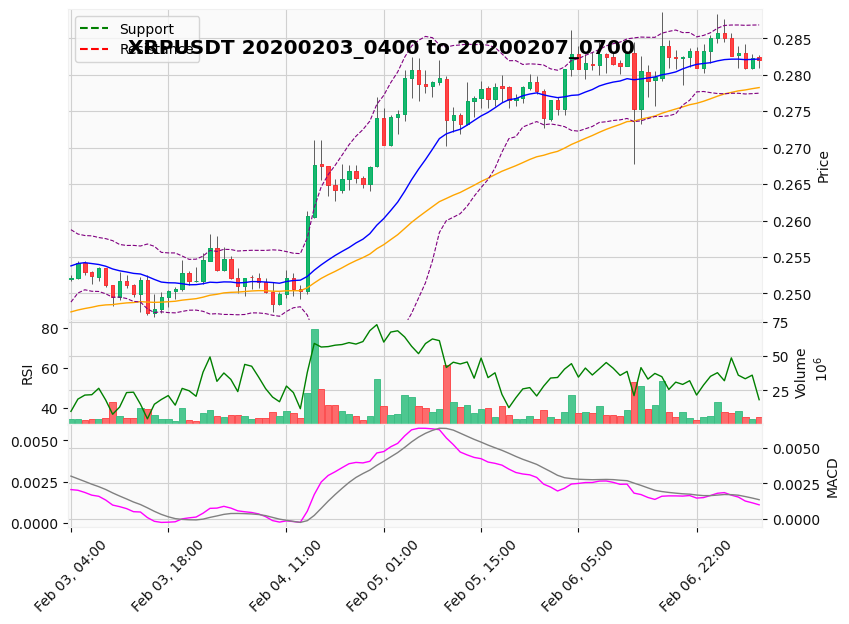 XRPUSDT 20200203_0400 to 20200207_0700
Support
Resistance
0.285
0.280
0.275
0.270
0.265
0.260
0.255
0.250
Price
80
60
40
RSI
75
50
25
Volume
10^6
0.0050
0.0025
0.0000
0.0050
0.0025
0.0000
MACD
Feb 03, 04:00
Feb 03, 18:00
Feb 04, 11:00
Feb 05, 01:00
Feb 05, 15:00
Feb 06, 05:00
Feb 06, 22:00